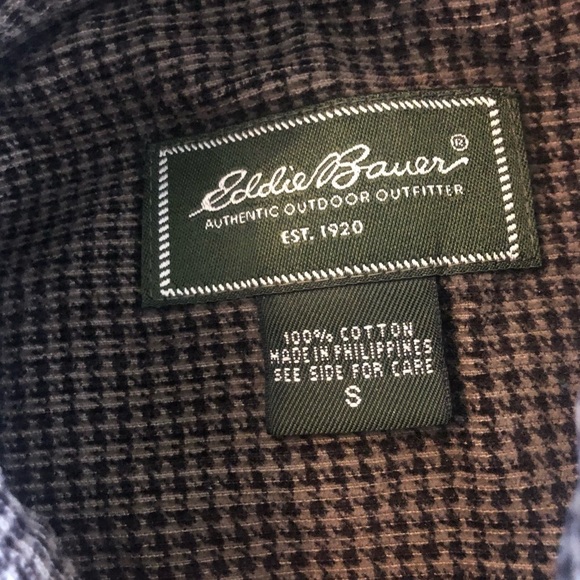 Eddie Bauer®
AUTHENTIC OUTDOOR OUTFITTER
EST. 1920
100% COTTON
MADE IN PHILIPPINES
SEE SIDE FOR CARE
S